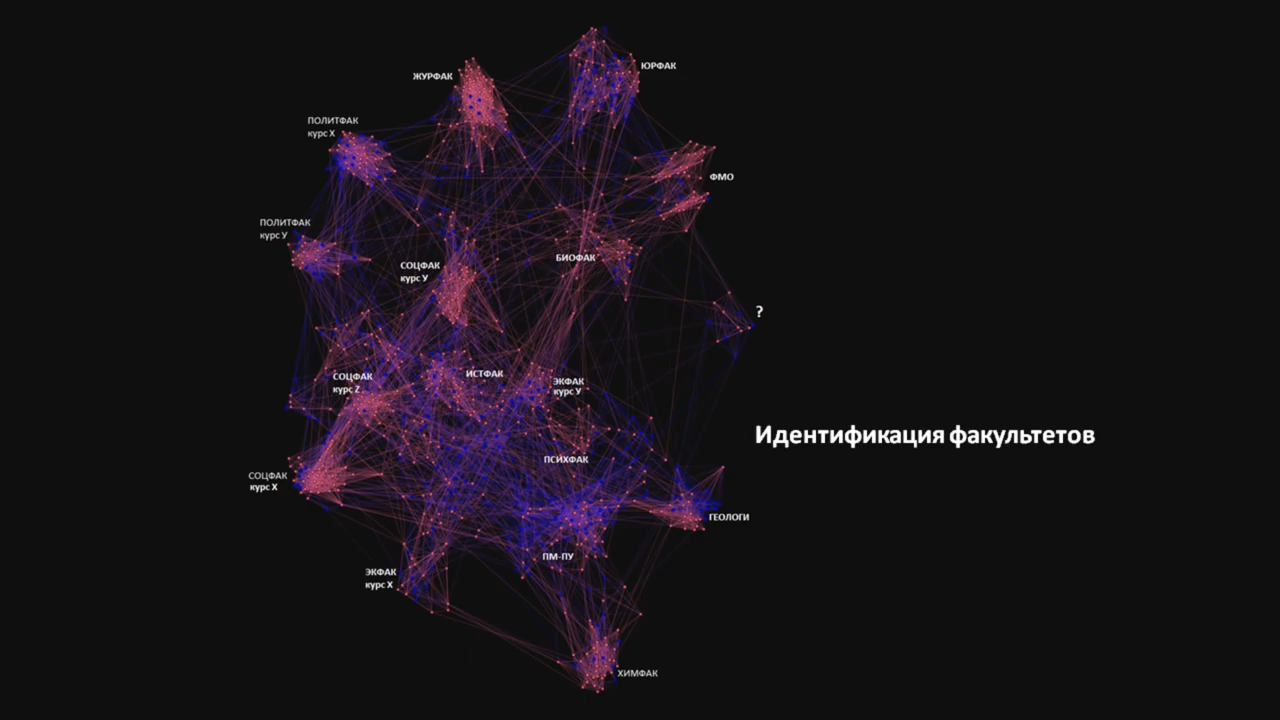 ЮРФАК
ЖУРФАК
ПОЛИТФАК
курс X
ФМО
ПОЛИТФАК
курс У
БИОФАК
СОЦФАК
курс У
?
ИСТФАК
СОЦФАК
курс Z
ЭКФАК
курс У
Идентификация факультетов
ПСИХФАК
СОЦФАК
курс X
ГЕОЛОГИ
ПМ-ПУ
ЭКФАК
курс X
ХИМФАК